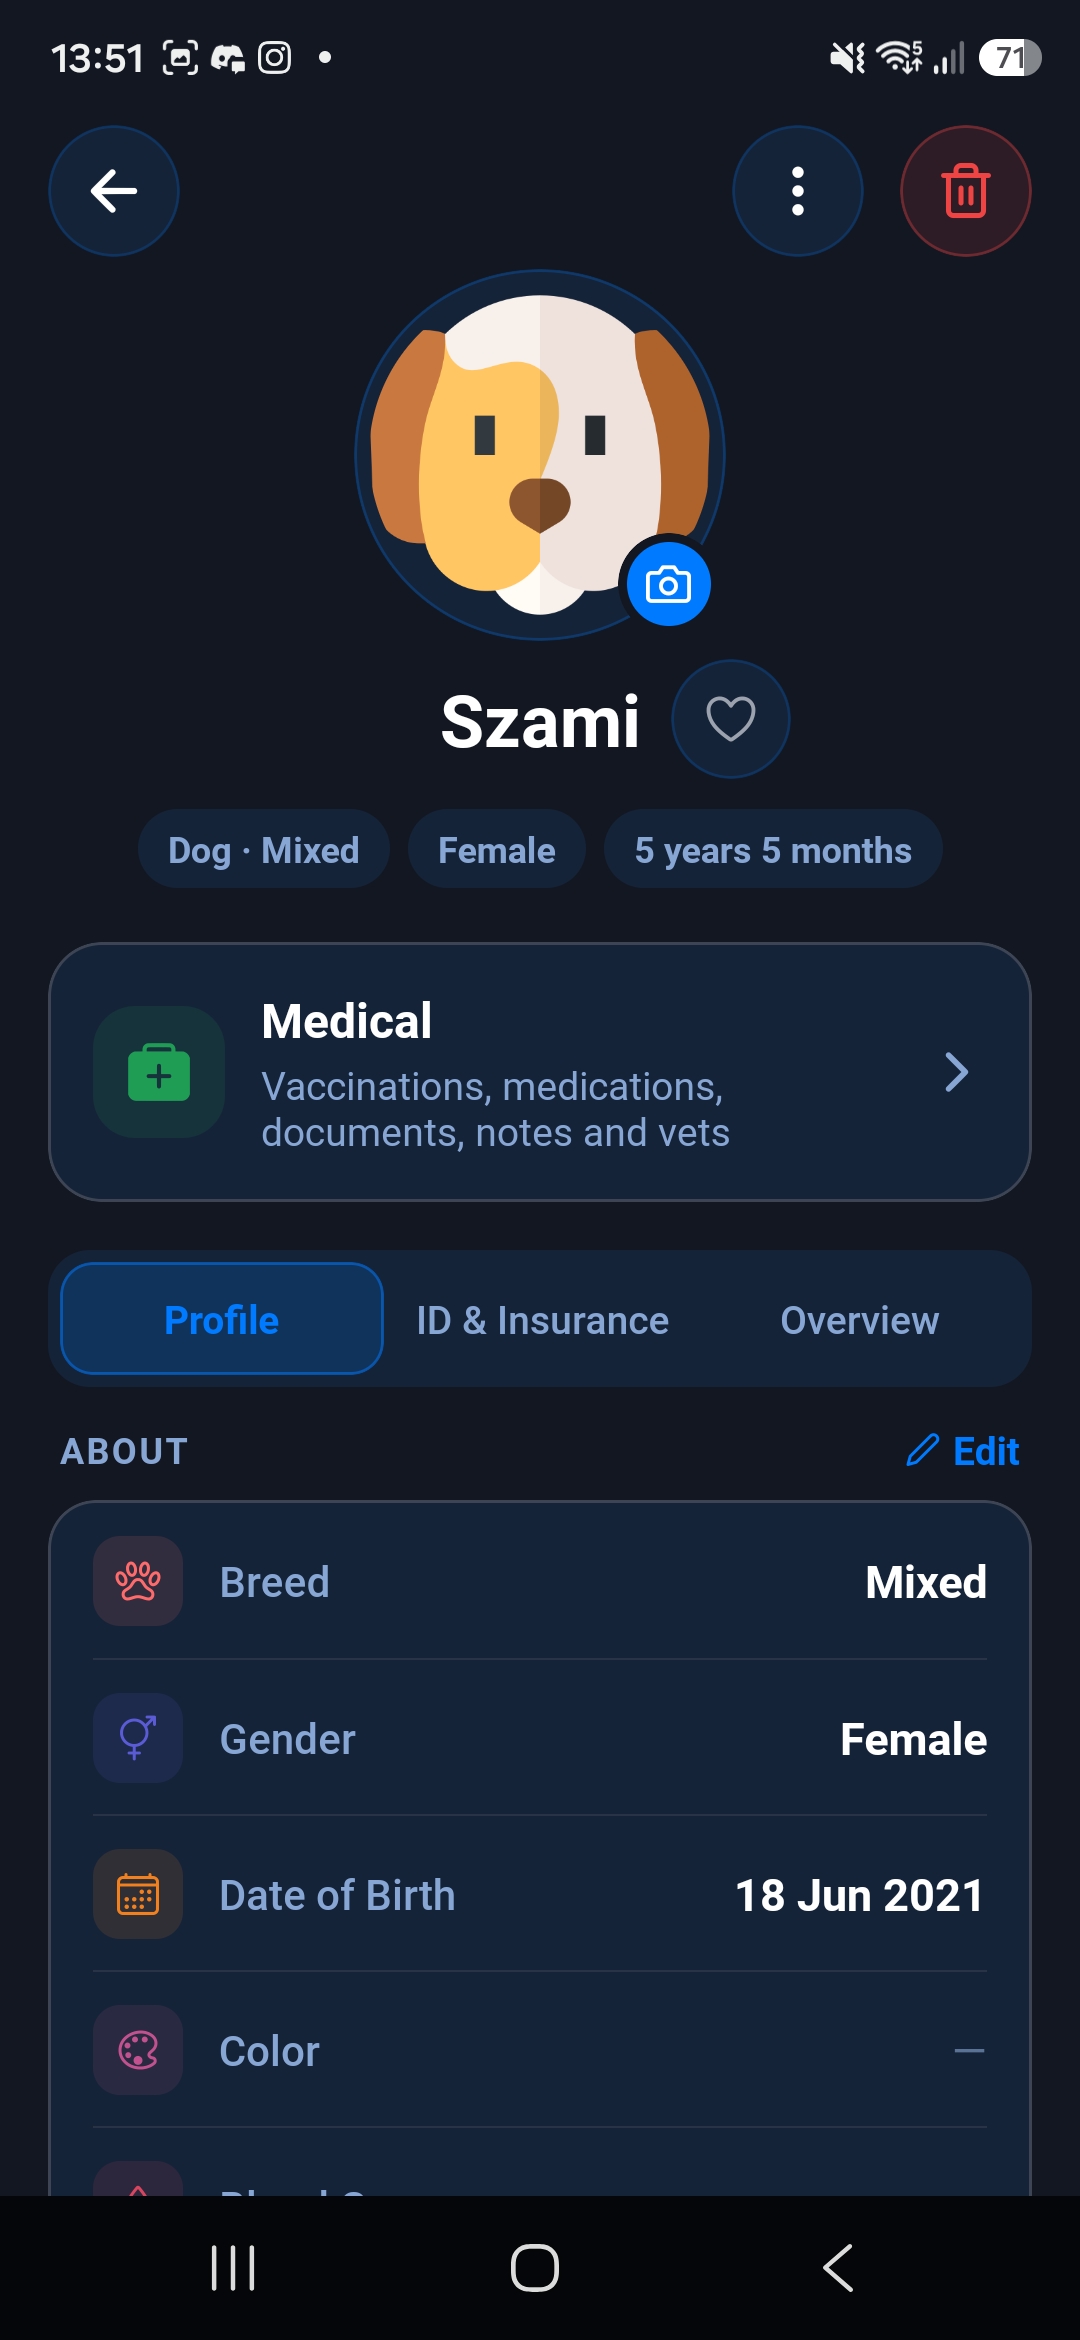 13:51
5
71
Szami
Dog · Mixed
Female
5 years 5 months
Medical
Vaccinations, medications,
documents, notes and vets
Profile
ID & Insurance
Overview
ABOUT
Edit
Breed
Mixed
Gender
Female
Date of Birth
18 Jun 2021
Color
—